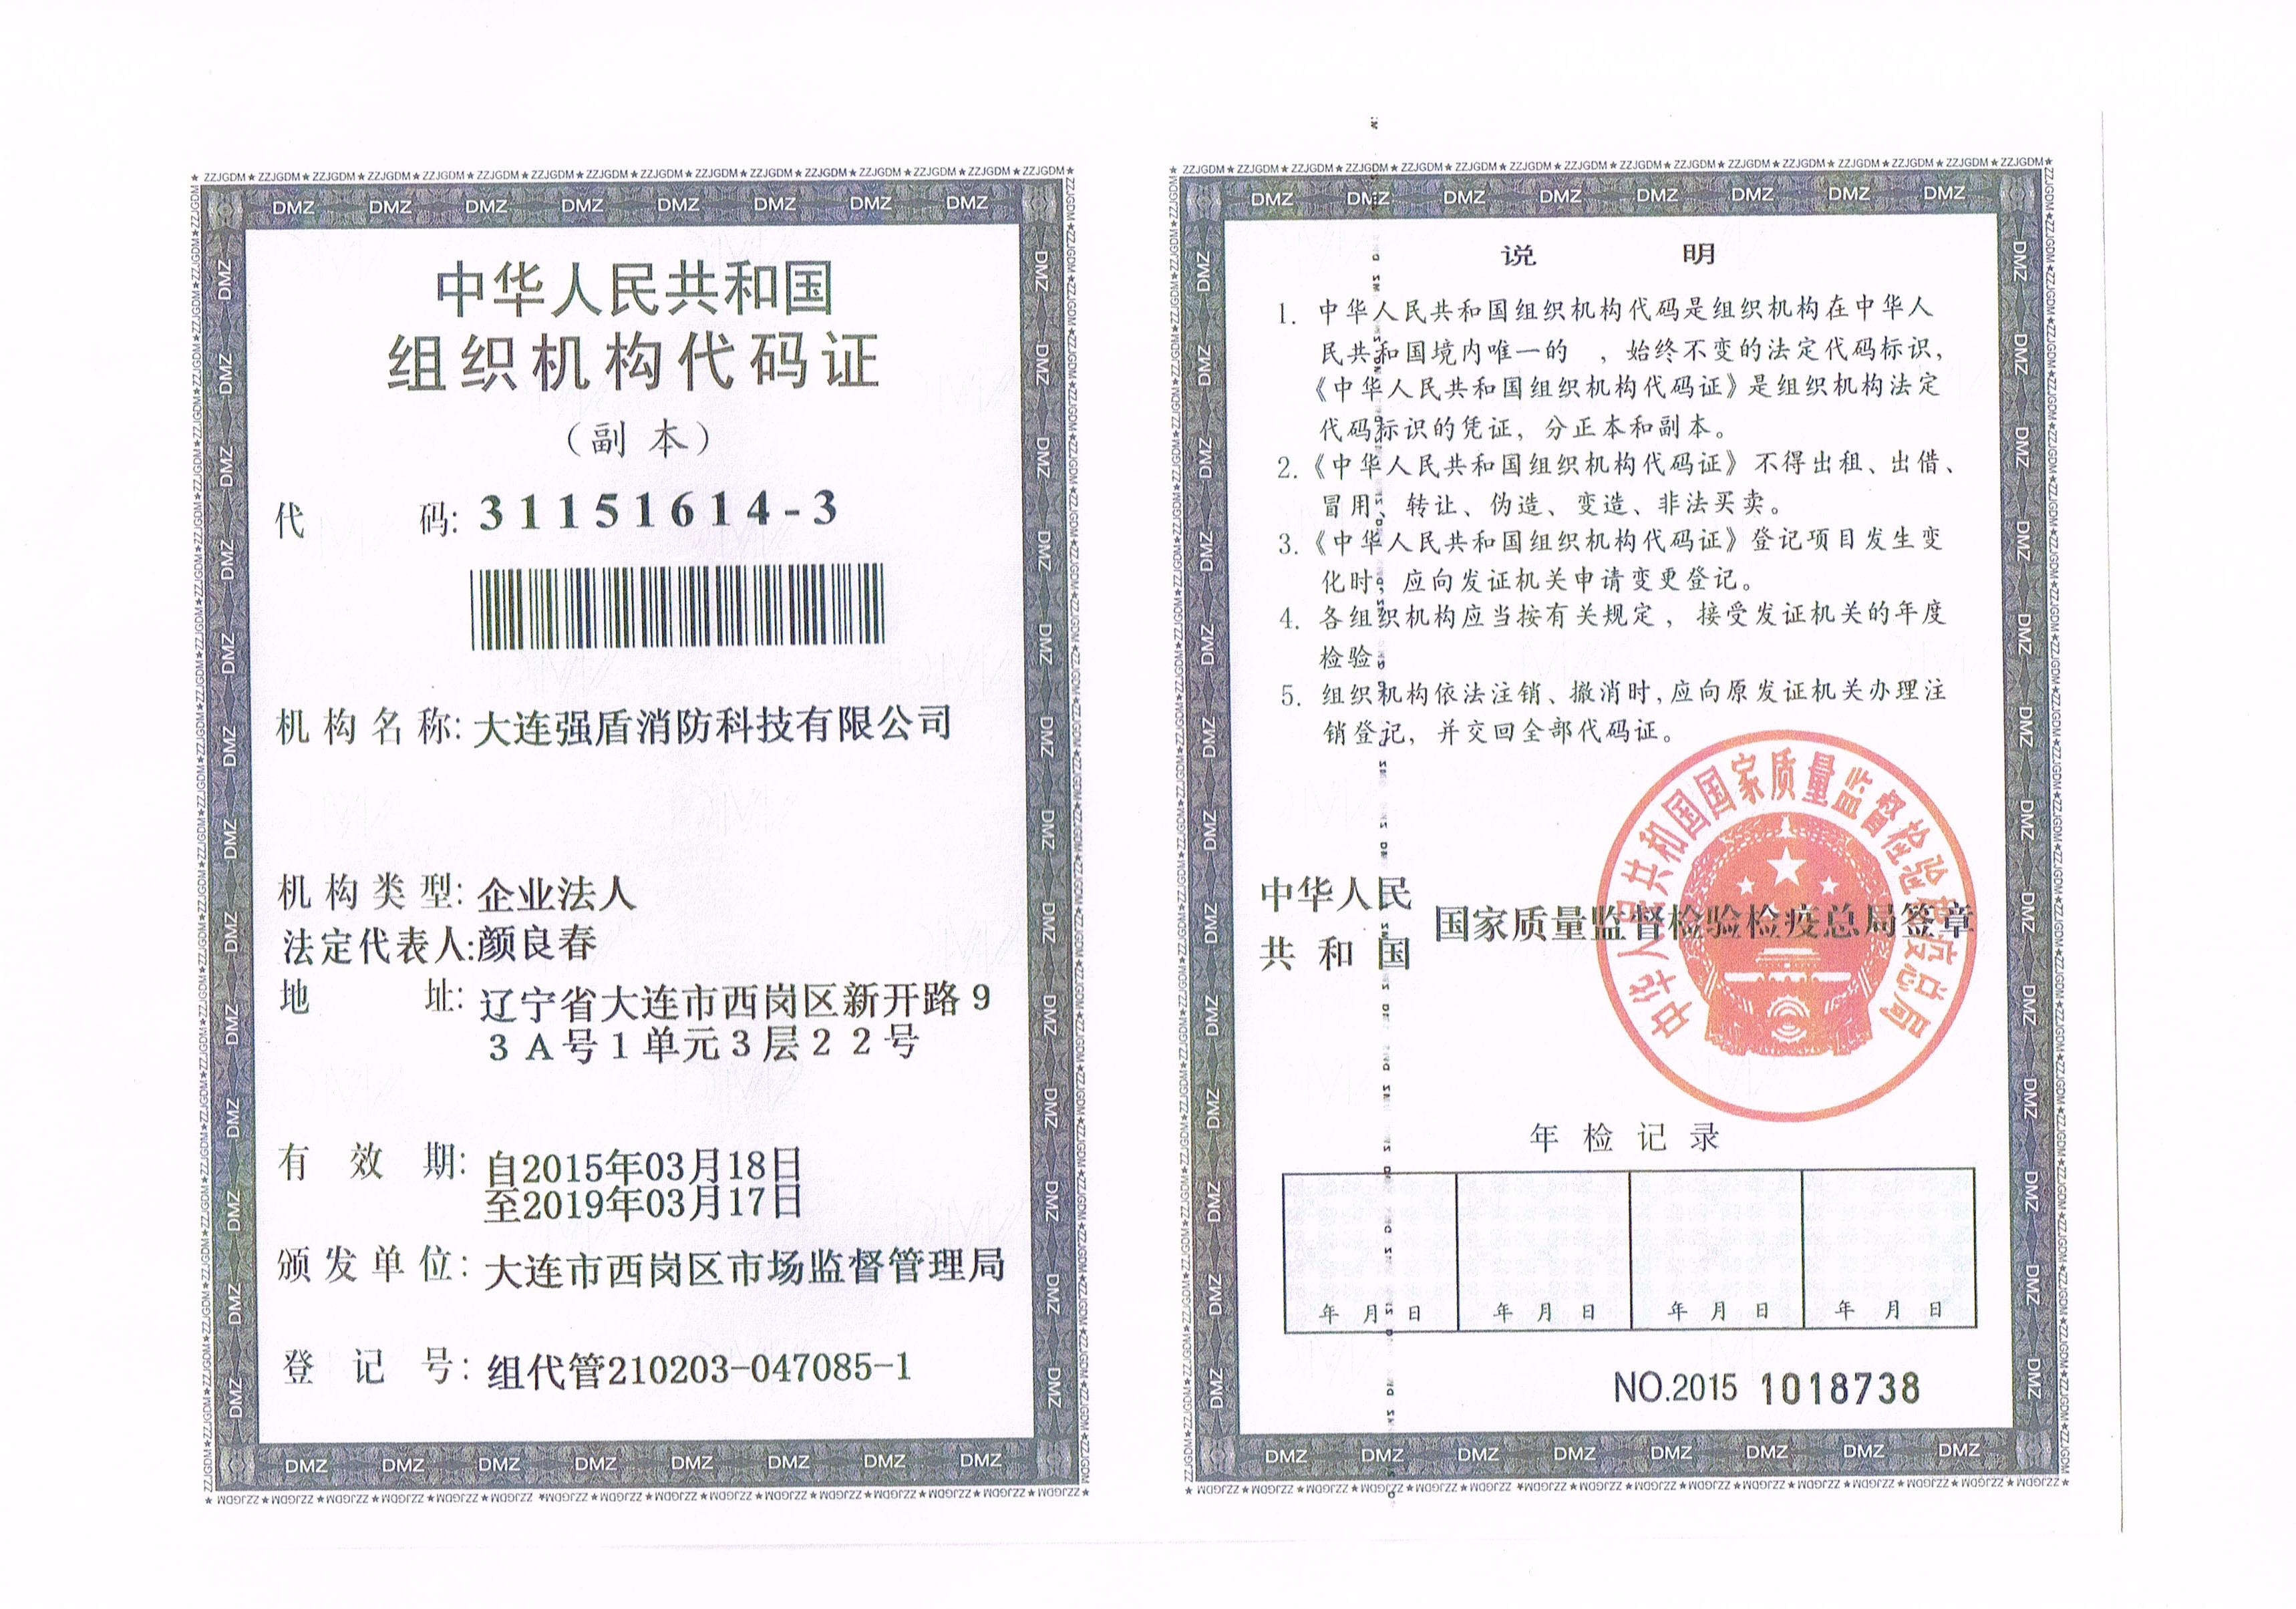 中华人民共和国
组织机构代码证
（副 本）
代 码: 31151614-3
机构名称: 大连强盾消防科技有限公司
机构类型: 企业法人
法定代表人:颜良春
地 址: 辽宁省大连市西岗区新开路9
3A号1单元3层22号
有 效 期: 自2015年03月18日
至2019年03月17日
颁发单位: 大连市西岗区市场监督管理局
登 记 号: 组代管210203-047085-1
说 明
1. 中华人民共和国组织机构代码是组织机构在中华人
民共和国境内唯一的 ，始终不变的法定代码标识，
《中华人民共和国组织机构代码证》是组织机构法定
代码标识的凭证，分正本和副本。
2.《中华人民共和国组织机构代码证》不得出租、出借、
冒用，转让、伪造、变造、非法买卖。
3.《中华人民共和国组织机构代码证》登记项目发生变
化时，应向发证机关申请变更登记。
4. 各组织机构应当按有关规定，接受发证机关的年度
检验。
5. 组织机构依法注销、撤消时,应向原发证机关办理注
销登记，并交回全部代码证。
中华人民
共和国
国家质量监督检验检疫总局签章
中华人民共和国国家质量监督检验检疫总局
年检记录
年 月 日 年 月 日 年 月 日 年 月 日
NO.2015 1018738